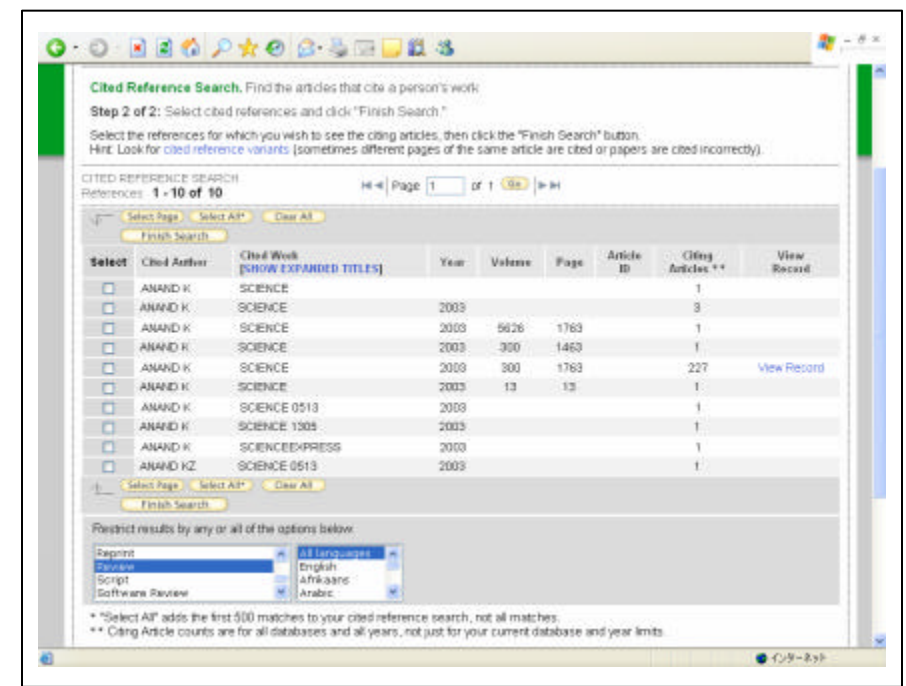 Cited Reference Search. Find the articles that cite a person's work
Step 2 of 2: Select cited references and click "Finish Search."
Select the references for which you wish to see the citing articles, then click the "Finish Search" button.
Hint: Look for cited reference variants (sometimes different pages of the same article are cited or papers are cited incorrectly).
CITED REFERENCE SEARCH
References 1 - 10 of 10
Page 1 of 1 Go
Select Page Select All* Clear All
Finish Search
Select Cited Author Cited Work [SHOW EXPANDED TITLES] Year Volume Page Article ID Citing Articles ** View Record
ANAND K SCIENCE 1
ANAND K SCIENCE 2003 3
ANAND K SCIENCE 2003 5626 1763 1
ANAND K SCIENCE 2003 300 1463 1
ANAND K SCIENCE 2003 300 1763 227 View Record
ANAND K SCIENCE 2003 13 13 1
ANAND K SCIENCE 0513 2003 1
ANAND K SCIENCE 1305 2003 1
ANAND K SCIENCEEXPRESS 2003 1
ANAND KZ SCIENCE 0513 2003 1
Select Page Select All* Clear All
Finish Search
Restrict results by any or all of the options below.
Reprint All languages
Review English
Script Afrikaans
Software Review Arabic
* "Select All" adds the first 500 matches to your cited reference search, not all matches.
** Citing Article counts are for all databases and all years, not just for your current database and year limits.
インターネット